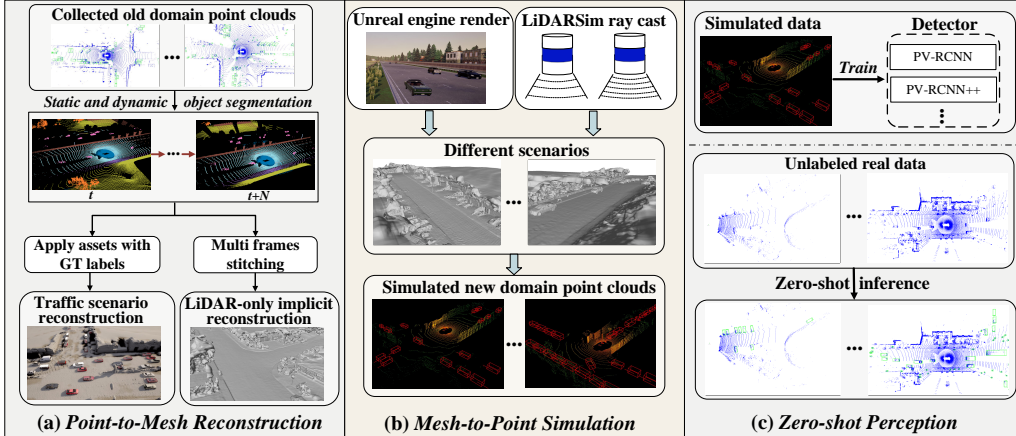 Collected old domain point clouds
Static and dynamic object segmentation
t
t+N
Apply assets with
GT labels
Multi frames
stitching
Traffic scenario
reconstruction
LiDAR-only implicit
reconstruction
(a) Point-to-Mesh Reconstruction
Unreal engine render
LiDARSim ray cast
Different scenarios
Simulated new domain point clouds
(b) Mesh-to-Point Simulation
Simulated data
Train
Detector
PV-RCNN
PV-RCNN++
Unlabeled real data
Zero-shot inference
(c) Zero-shot Perception